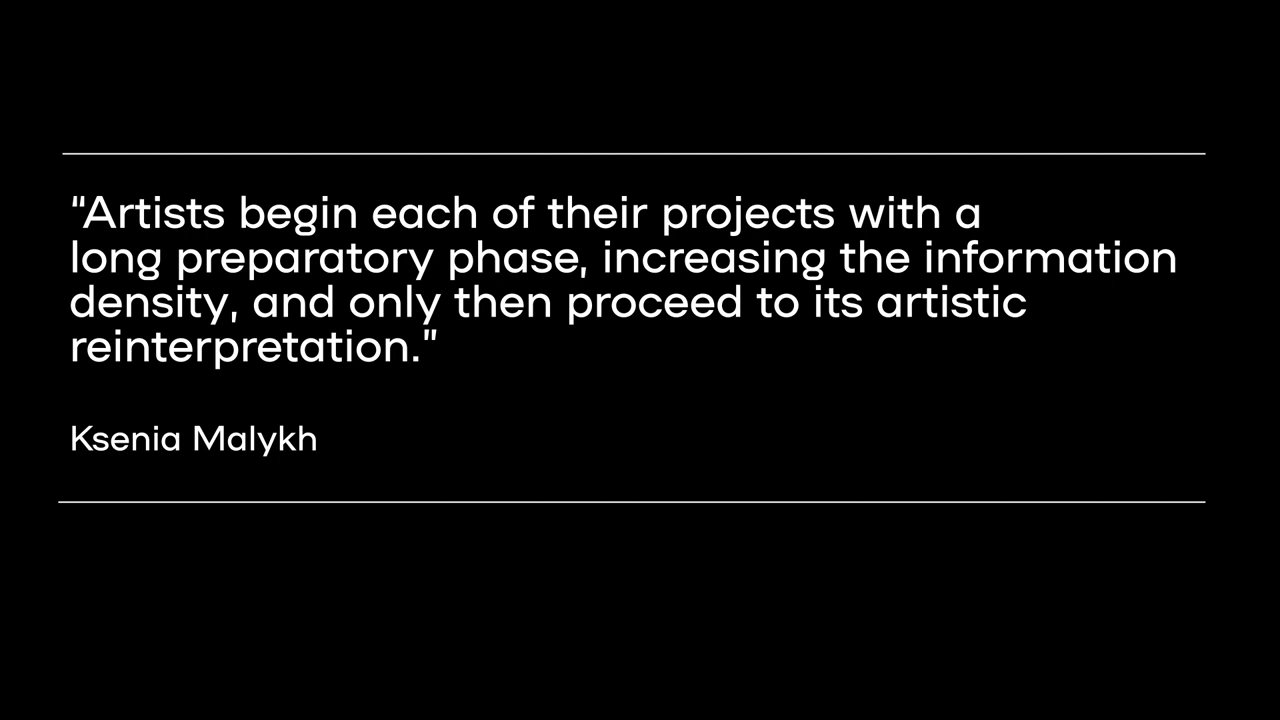 “Artists begin each of their projects with a
long preparatory phase, increasing the information
density, and only then proceed to its artistic
reinterpretation.”
Ksenia Malykh